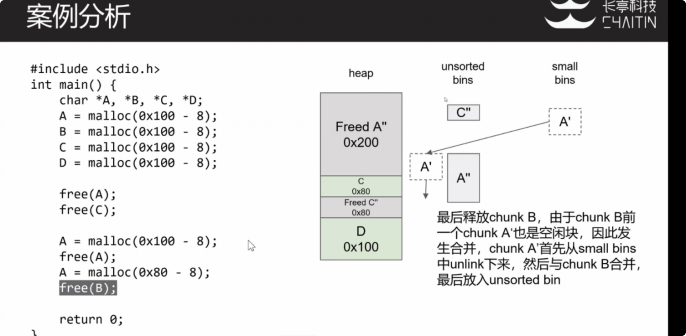 案例分析
长亭科技
CHAITIN
#include <stdio.h>
int main() {
char *A, *B, *C, *D;
A = malloc(0x100 - 8);
B = malloc(0x100 - 8);
C = malloc(0x100 - 8);
D = malloc(0x100 - 8);
free(A);
free(C);
A = malloc(0x100 - 8);
free(A);
A = malloc(0x80 - 8);
free(B);
return 0;
}
heap
unsorted
bins
small
bins
Freed A"
0x200
C
0x80
Freed C"
0x80
D
0x100
C"
A'
A'
A"
最后释放chunk B，由于chunk B前
一个chunk A'也是空闲块，因此发
生合并，chunk A'首先从small bins
中unlink下来，然后与chunk B合并，
最后放入unsorted bin